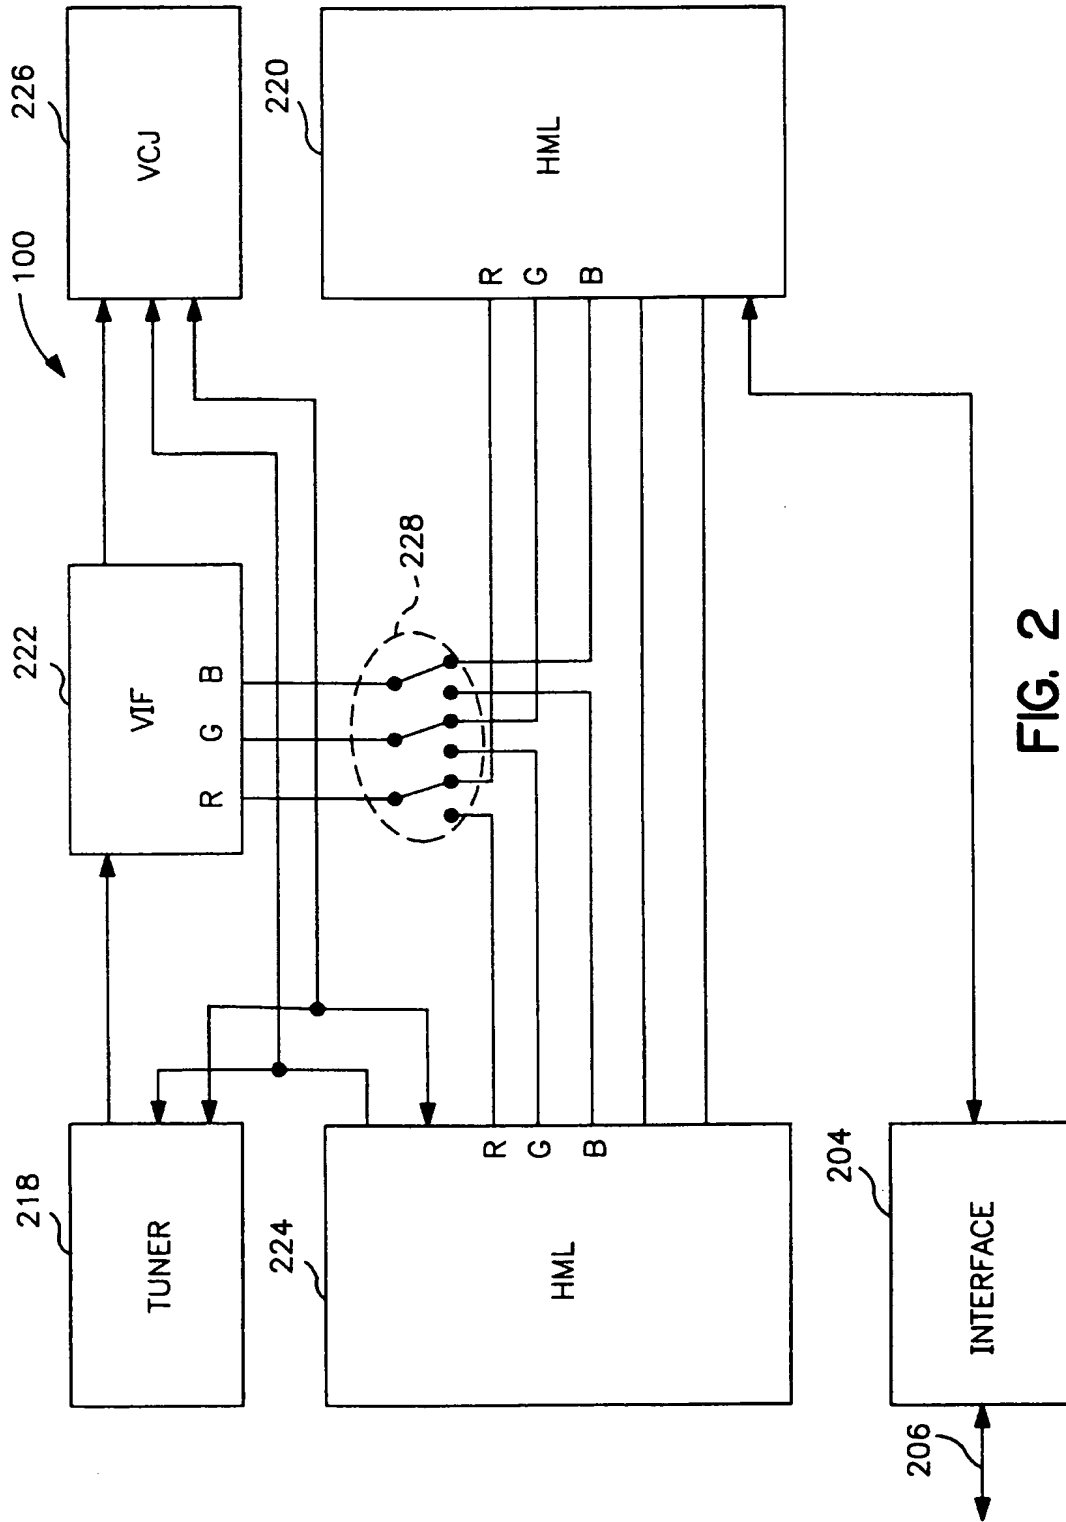 218
TUNER
222
VIF
R G B
100
226
VCJ
228
224
HML
R
G
B
220
HML
R
G
B
204
INTERFACE
206
FIG. 2